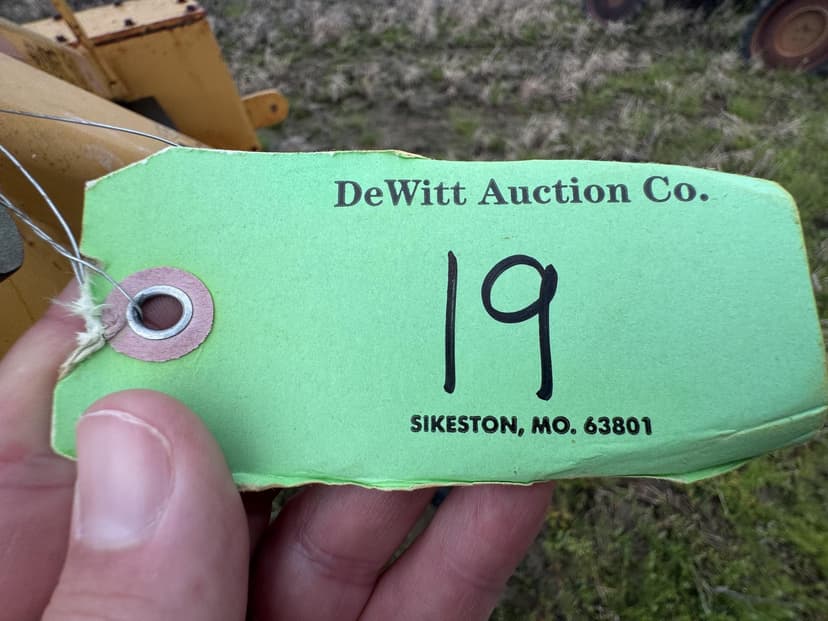 DeWitt Auction Co.
19
SIKESTON, MO. 63801